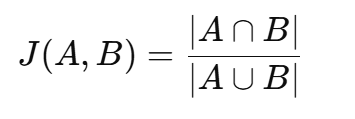 J(A, B) = |A ∩ B| / |A ∪ B|